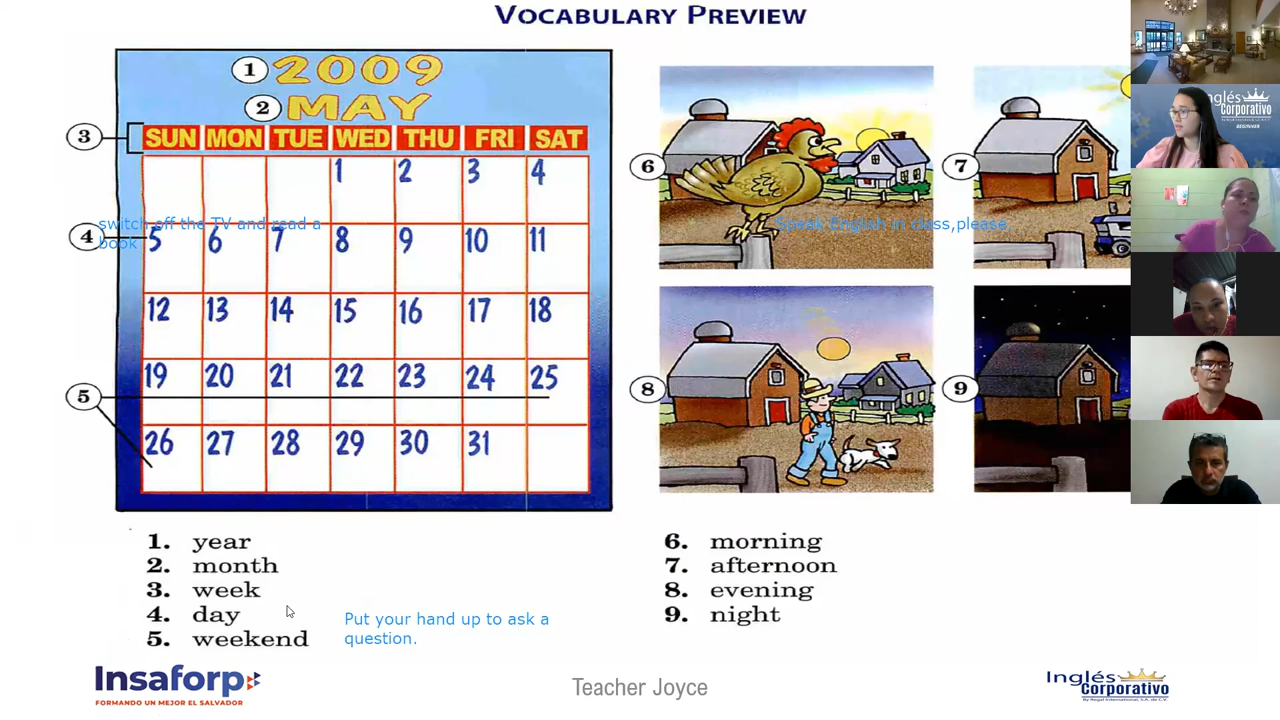 VOCABULARY PREVIEW
1 2009
2 MAY
3 SUN MON TUE WED THU FRI SAT
1 2 3 4
switch off the TV and read a
book
4 5 6 7 8 9 10 11
12 13 14 15 16 17 18
19 20 21 22 23 24 25
5
26 27 28 29 30 31
6
7
Speak English in class,please,
8
9
1. year
2. month
3. week
4. day
5. weekend
Put your hand up to ask a
question.
6. morning
7. afternoon
8. evening
9. night
Insaforp
FORMANDO UN MEJOR EL SALVADOR
Teacher Joyce
Inglés
Corporativo
By Regal International, S.A. de C.V.
Inglés
Corporativo
BEGINNER